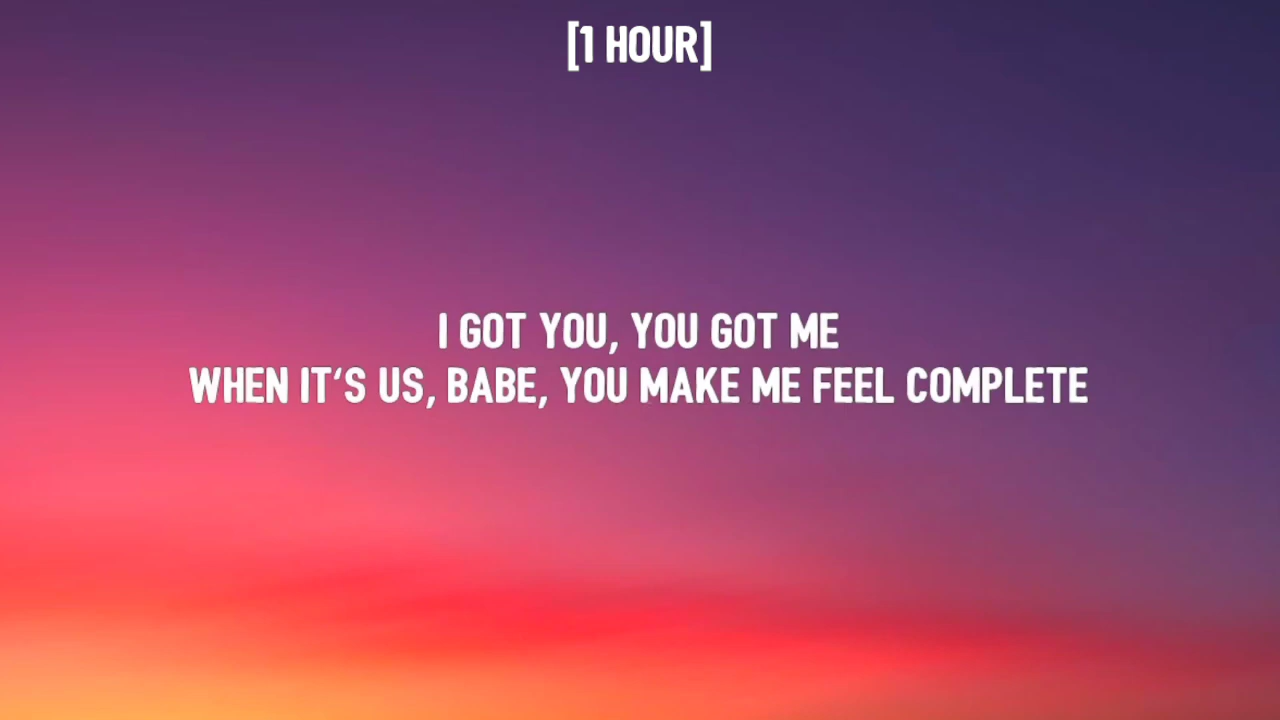 [1 HOUR]
I GOT YOU, YOU GOT ME
WHEN IT'S US, BABE, YOU MAKE ME FEEL COMPLETE